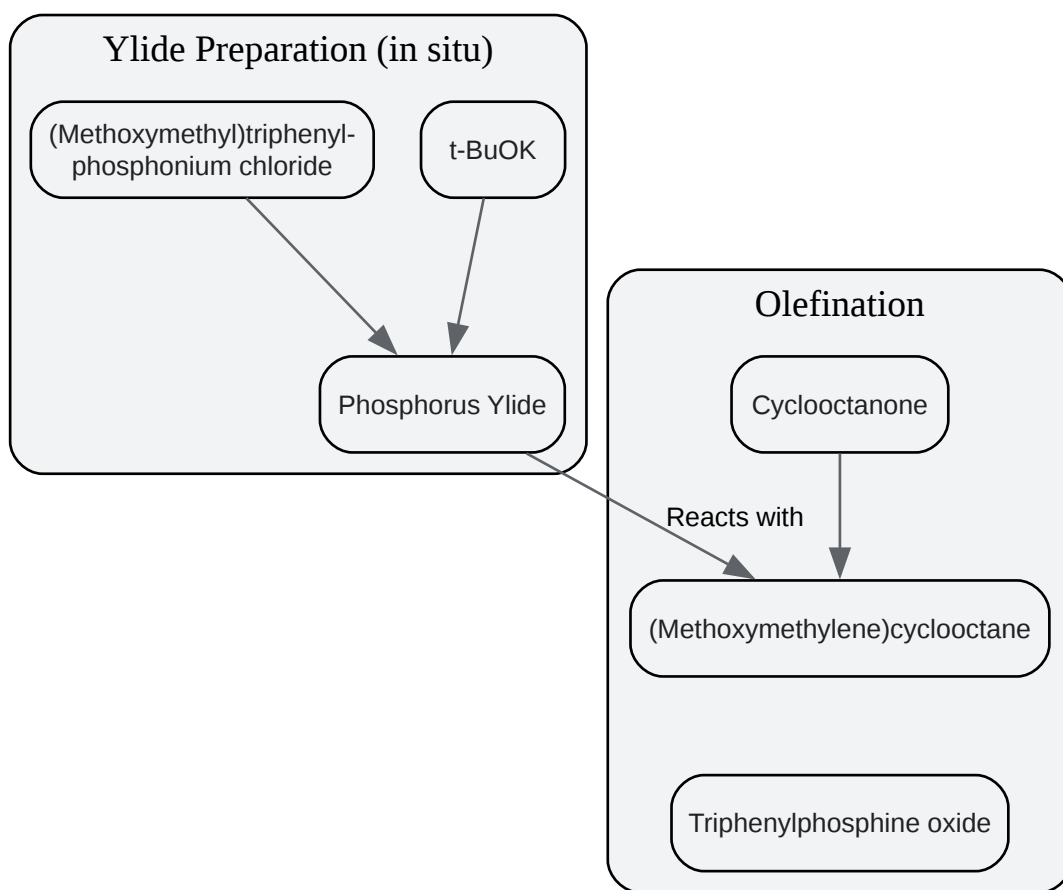 Ylide Preparation (in situ)
(Methoxymethyl)triphenyl-
phosphonium chloride
t-BuOK
Phosphorus Ylide
Olefination
Cyclooctanone
Reacts with
(Methoxymethylene)cyclooctane
Triphenylphosphine oxide